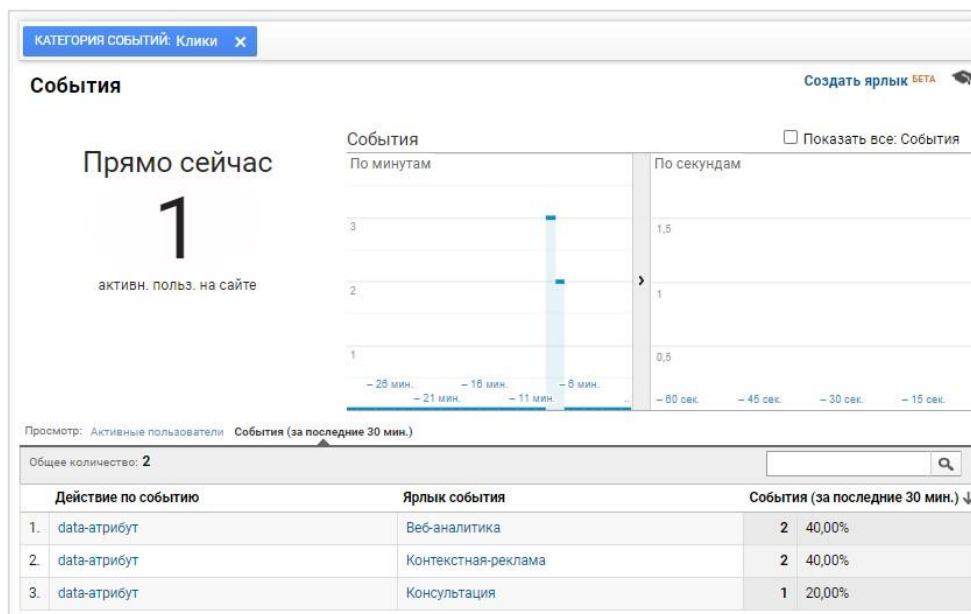 КАТЕГОРИЯ СОБЫТИЙ: Клики ×
События
Создать ярлык БЕТА
Прямо сейчас
1
активн. польз. на сайте
События
Показать все: События
По минутам
3
2
1
– 26 мин.
– 21 мин.
– 16 мин.
– 11 мин.
– 6 мин.
...
По секундам
1,5
1
0,5
– 60 сек.
– 45 сек.
– 30 сек.
– 15 сек.
Просмотр: Активные пользователи События (за последние 30 мин.)
Общее количество: 2
Действие по событию Ярлык события События (за последние 30 мин.) ↓
1. data-атрибут Веб-аналитика 2 40,00%
2. data-атрибут Контекстная-реклама 2 40,00%
3. data-атрибут Консультация 1 20,00%